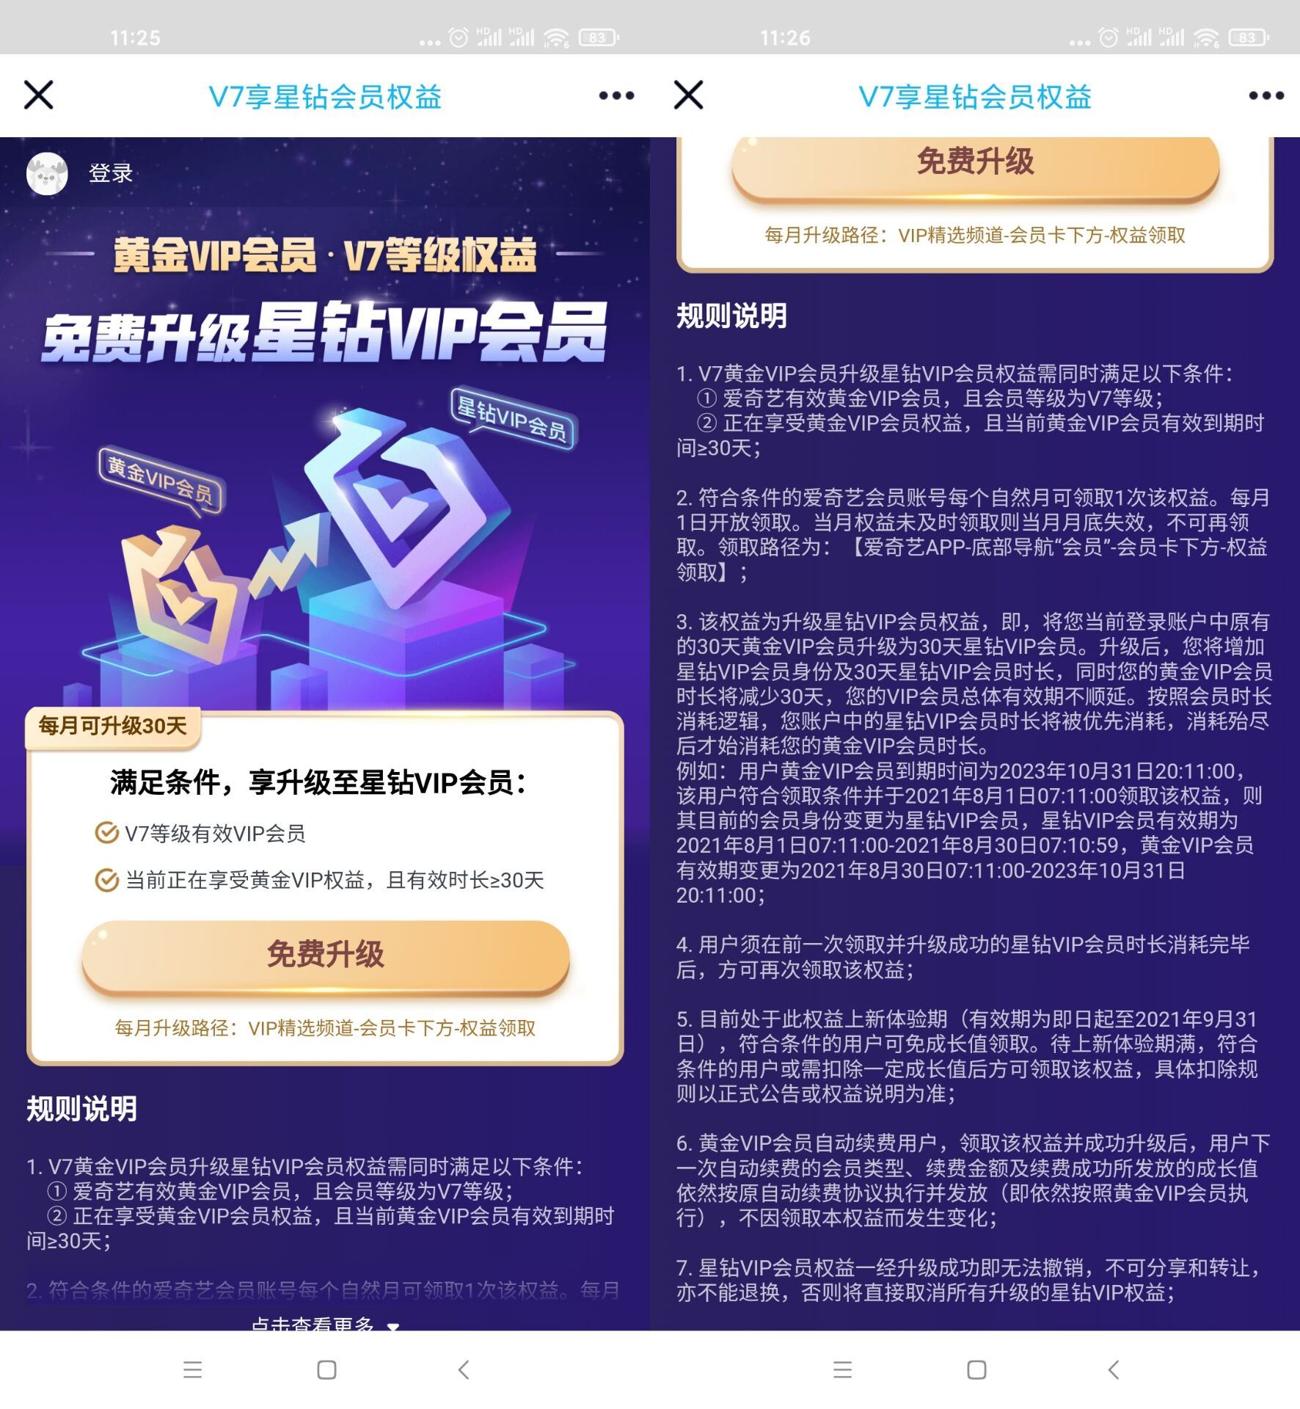 11:25
HD
HD
6
83
V7享星钻会员权益
登录
黄金VIP会员·V7等级权益
免费升级星钻VIP会员
星钻VIP会员
黄金VIP会员
每月可升级30天
满足条件，享升级至星钻VIP会员：
V7等级有效VIP会员
当前正在享受黄金VIP权益，且有效时长≥30天
免费升级
每月升级路径：VIP精选频道-会员卡下方-权益领取
规则说明
1. V7黄金VIP会员升级星钻VIP会员权益需同时满足以下条件：
① 爱奇艺有效黄金VIP会员，且会员等级为V7等级；
② 正在享受黄金VIP会员权益，且当前黄金VIP会员有效到期时
间≥30天；
2. 符合条件的爱奇艺会员账号每个自然月可领取1次该权益。每月
点击查看更多
11:26
HD
HD
6
83
V7享星钻会员权益
免费升级
每月升级路径：VIP精选频道-会员卡下方-权益领取
规则说明
1. V7黄金VIP会员升级星钻VIP会员权益需同时满足以下条件：
① 爱奇艺有效黄金VIP会员，且会员等级为V7等级；
② 正在享受黄金VIP会员权益，且当前黄金VIP会员有效到期时
间≥30天；
2. 符合条件的爱奇艺会员账号每个自然月可领取1次该权益。每月
1日开放领取。当月权益未及时领取则当月月底失效，不可再领
取。领取路径为：【爱奇艺APP-底部导航“会员”-会员卡下方-权益
领取】；
3. 该权益为升级星钻VIP会员权益，即，将您当前登录账户中原有
的30天黄金VIP会员升级为30天星钻VIP会员。升级后，您将增加
星钻VIP会员身份及30天星钻VIP会员时长，同时您的黄金VIP会员
时长将减少30天，您的VIP会员总体有效期不顺延。按照会员时长
消耗逻辑，您账户中的星钻VIP会员时长将被优先消耗，消耗殆尽
后才始消耗您的黄金VIP会员时长。
例如：用户黄金VIP会员到期时间为2023年10月31日20:11:00，
该用户符合领取条件并于2021年8月1日07:11:00领取该权益，则
其目前的会员身份变更为星钻VIP会员，星钻VIP会员有效期为
2021年8月1日07:11:00-2021年8月30日07:10:59，黄金VIP会员
有效期变更为2021年8月30日07:11:00-2023年10月31日
20:11:00；
4. 用户须在前一次领取并升级成功的星钻VIP会员时长消耗完毕
后，方可再次领取该权益；
5. 目前处于此权益上新体验期（有效期为即日起至2021年9月31
日），符合条件的用户可免成长值领取。待上新体验期满，符合
条件的用户或需扣除一定成长值后方可领取该权益，具体扣除规
则以正式公告或权益说明为准；
6. 黄金VIP会员自动续费用户，领取该权益并成功升级后，用户下
一次自动续费的会员类型、续费金额及续费成功所发放的成长值
依然按原自动续费协议执行并发放（即依然按照黄金VIP会员执
行），不因领取本权益而发生变化；
7. 星钻VIP会员权益一经升级成功即无法撤销，不可分享和转让，
亦不能退换，否则将直接取消所有升级的星钻VIP权益；